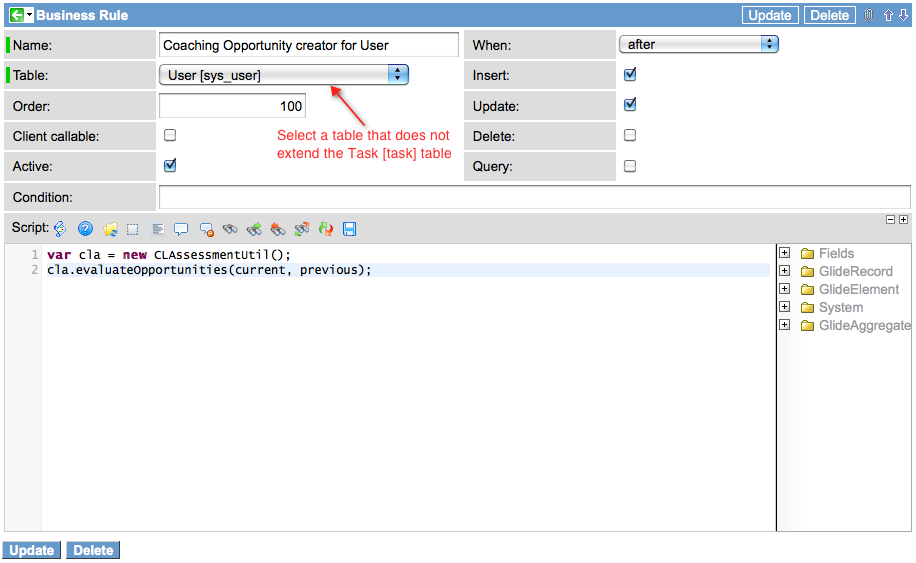 Business Rule
Update
Delete
Name:
Coaching Opportunity creator for User
When:
after
Table:
User [sys_user]
Insert:
Order:
100
Update:
Client callable:
Select a table that does not
extend the Task [task] table
Delete:
Active:
Query:
Condition:
Script:
1 var cla = new CLAssessmentUtil();
2 cla.evaluateOpportunities(current, previous);
Fields
GlideRecord
GlideElement
System
GlideAggregate
Update
Delete